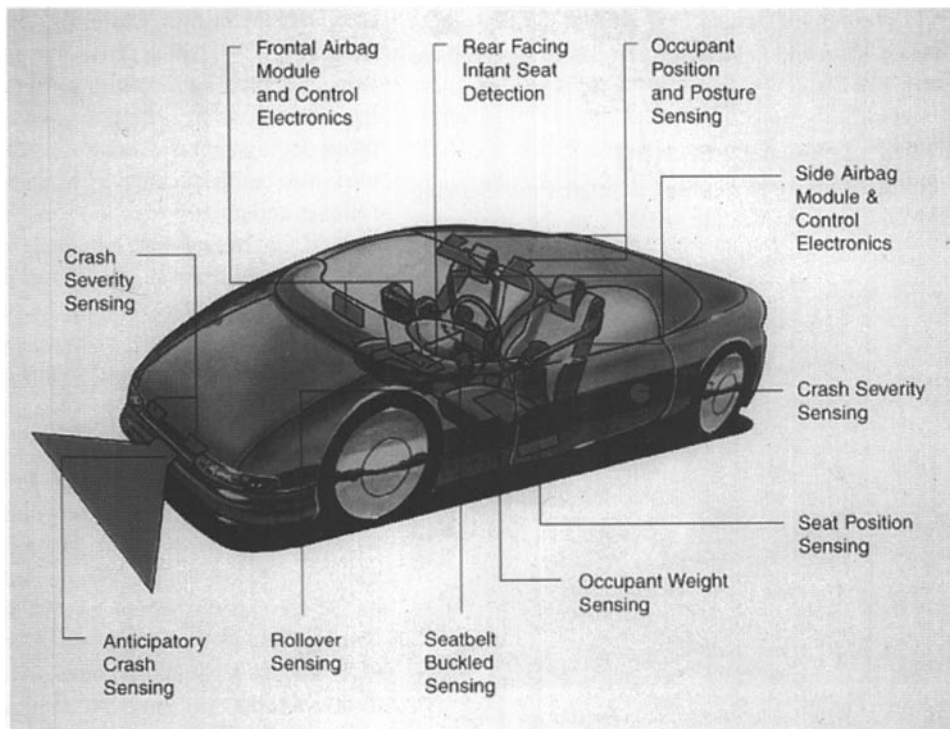 Frontal Airbag
Module
and Control
Electronics
Rear Facing
Infant Seat
Detection
Occupant
Position
and Posture
Sensing
Side Airbag
Module &
Control
Electronics
Crash
Severity
Sensing
Crash Severity
Sensing
Seat Position
Sensing
Occupant Weight
Sensing
Anticipatory
Crash
Sensing
Rollover
Sensing
Seatbelt
Buckled
Sensing